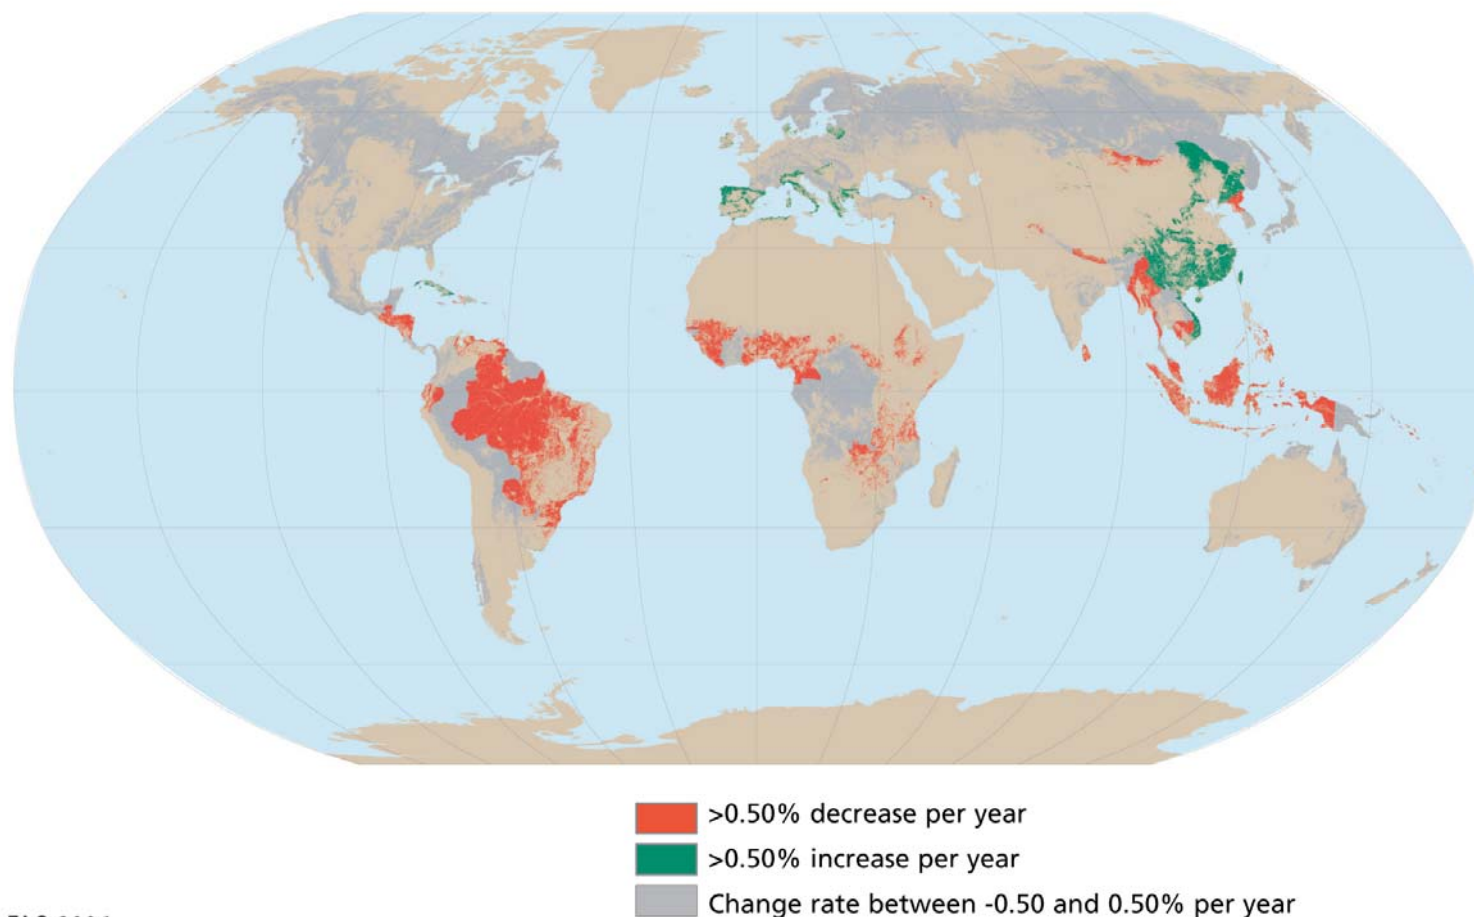 >0.50% decrease per year
>0.50% increase per year
Change rate between -0.50 and 0.50% per year